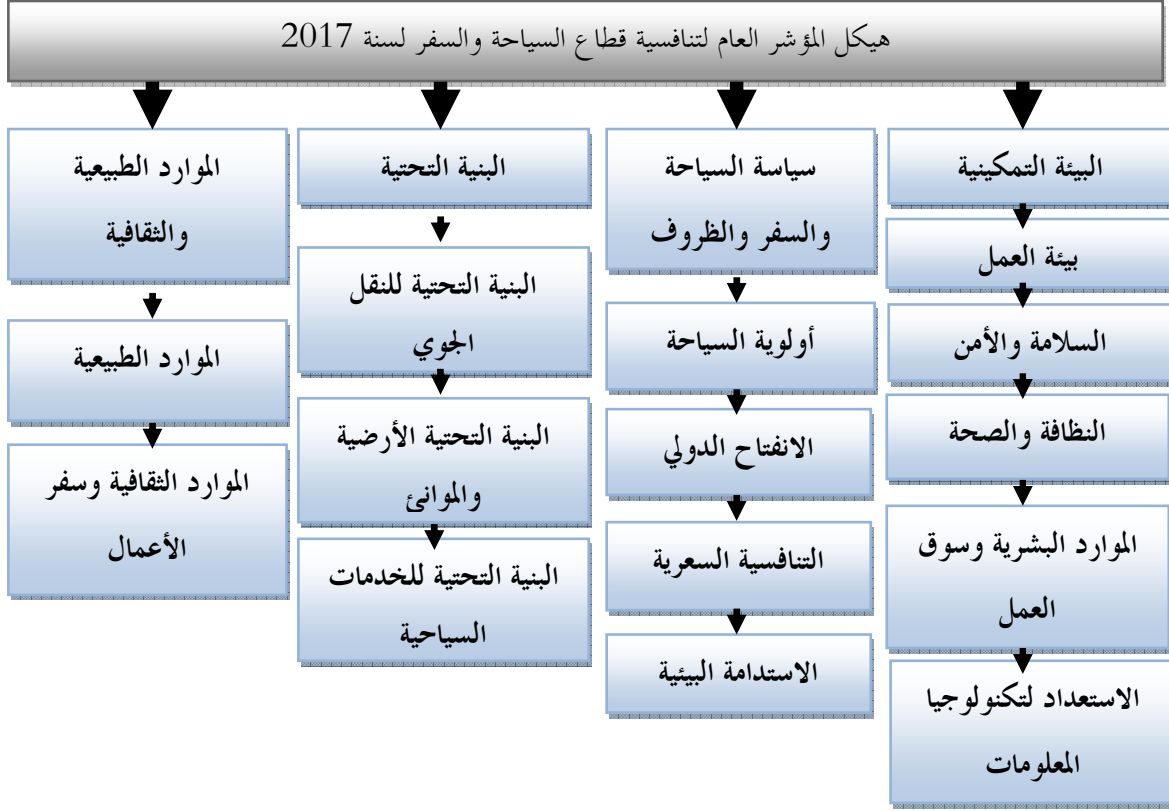 هيكل المؤشر العام لتنافسية قطاع السياحة والسفر لسنة 2017
البيئة التمكينية
بيئة العمل
السلامة والأمن
النظافة والصحة
الموارد البشرية وسوق
العمل
الاستعداد لتكنولوجيا
المعلومات
سياسة السياحة
والسفر والظروف
أولوية السياحة
الانفتاح الدولي
التنافسية السعرية
الاستدامة البيئية
البنية التحتية
البنية التحتية للنقل
الجوي
البنية التحتية الأرضية
والموانئ
البنية التحتية للخدمات
السياحية
الموارد الطبيعية
والثقافية
الموارد الطبيعية
الموارد الثقافية وسفر
الأعمال